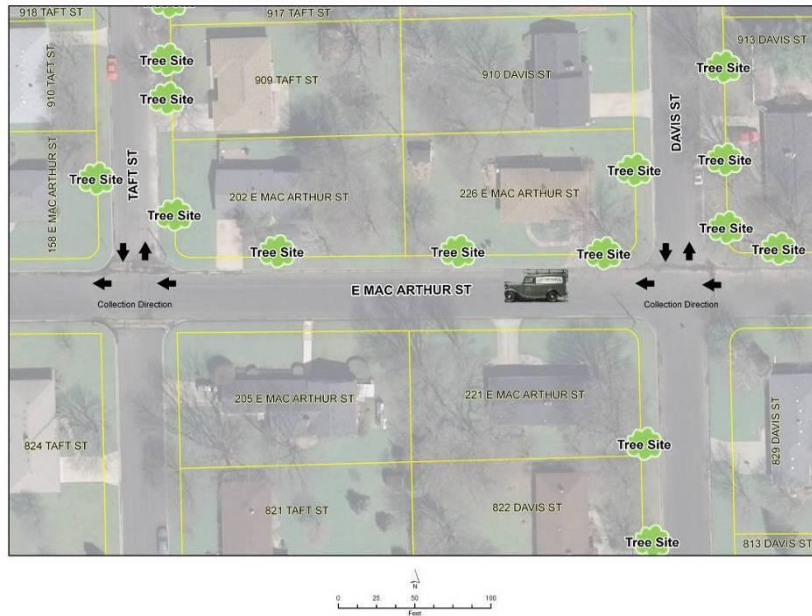 918 TAFT ST
917 TAFT ST
913 DAVIS ST
Tree Site
Tree Site
910 TAFT ST
909 TAFT ST
910 DAVIS ST
Tree Site
DAVIS ST
TAFT ST
Tree Site
Tree Site
Tree Site
158 E MAC ARTHUR ST
202 E MAC ARTHUR ST
226 E MAC ARTHUR ST
Tree Site
Tree Site
Tree Site
Tree Site
Tree Site
Tree Site
E MAC ARTHUR ST
Collection Direction
Collection Direction
205 E MAC ARTHUR ST
221 E MAC ARTHUR ST
829 DAVIS ST
824 TAFT ST
Tree Site
821 TAFT ST
822 DAVIS ST
Tree Site
813 DAVIS ST
N
0 25 50 100
Feet